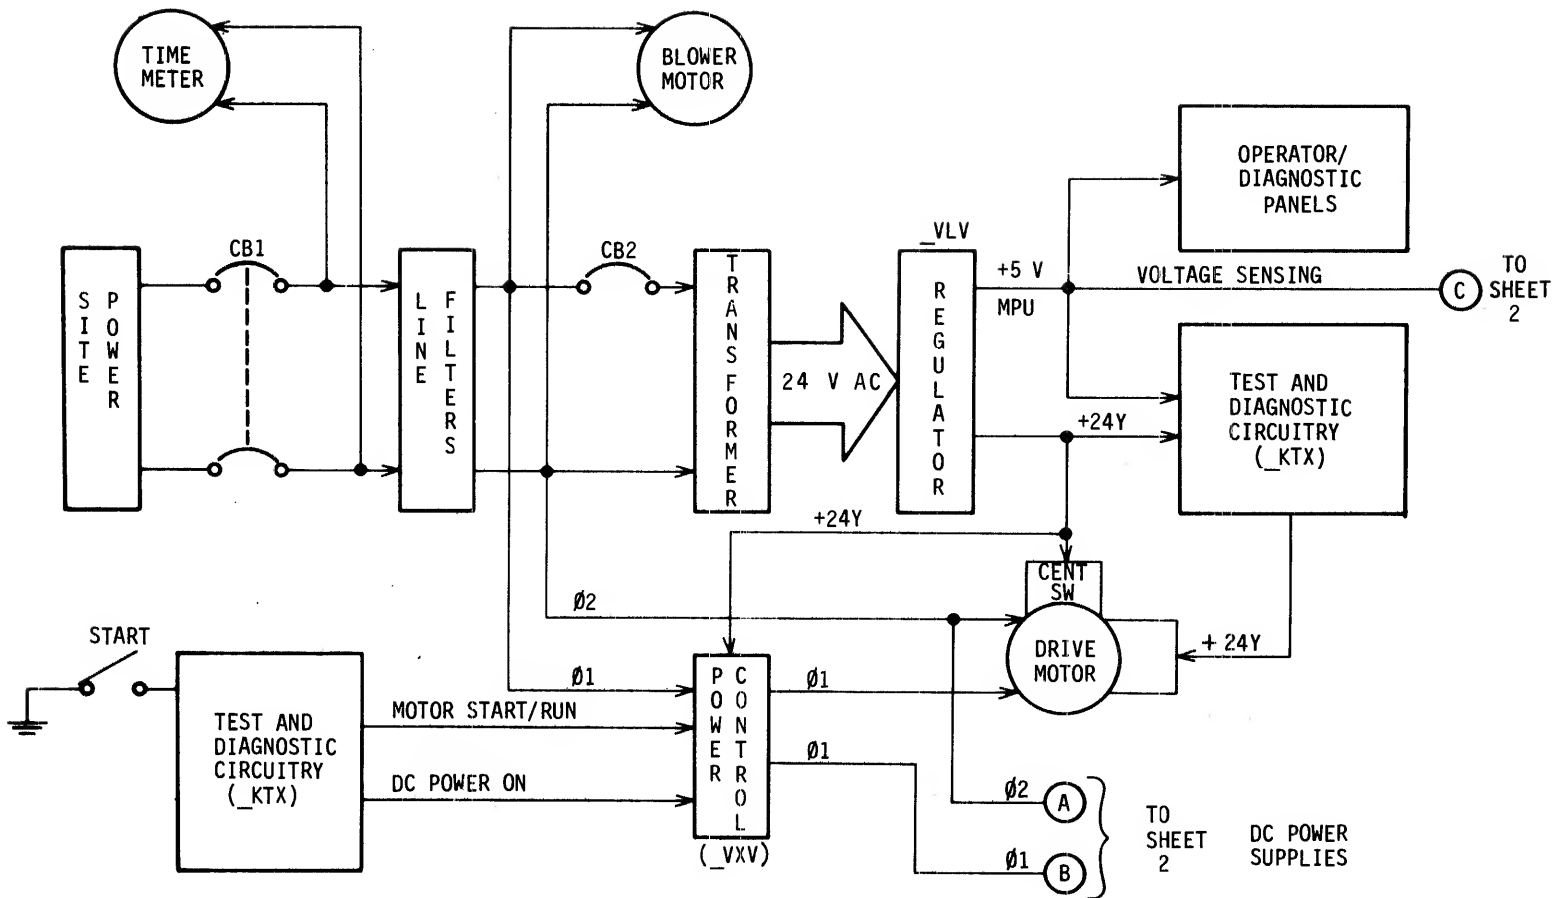 TIME
METER
BLOWER
MOTOR
OPERATOR/
DIAGNOSTIC
PANELS
CB1
CB2
_VLV
SITE
POWER
LINE
FILTERS
TRANSFORMER
24 V AC
REGULATOR
+5 V
MPU
VOLTAGE SENSING
C
TO
SHEET
2
TEST AND
DIAGNOSTIC
CIRCUITRY
(_KTX)
+24Y
+24Y
CENT
SW
DRIVE
MOTOR
+24Y
Ø2
START
TEST AND
DIAGNOSTIC
CIRCUITRY
(_KTX)
Ø1
MOTOR START/RUN
DC POWER ON
POWER
CONTROL
(_VXV)
Ø1
Ø1
Ø2
A
Ø1
B
TO
SHEET
2
DC POWER
SUPPLIES